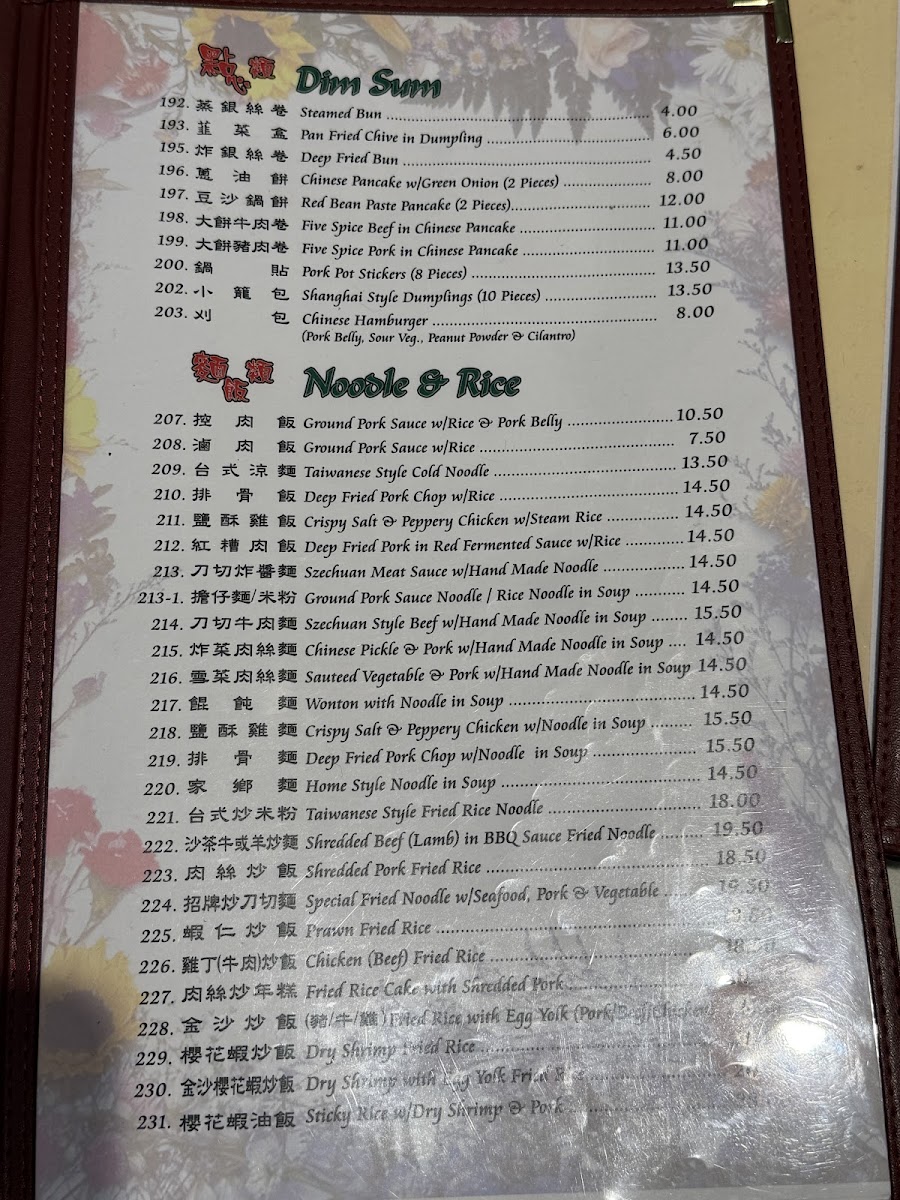 點心類 Dim Sum
192. 蒸銀絲卷 Steamed Bun 4.00
193. 韮菜盒 Pan Fried Chive in Dumpling 6.00
195. 炸銀絲卷 Deep Fried Bun 4.50
196. 蔥油餅 Chinese Pancake w/Green Onion (2 Pieces) 8.00
197. 豆沙鍋餅 Red Bean Paste Pancake (2 Pieces) 12.00
198. 大餅牛肉卷 Five Spice Beef in Chinese Pancake 11.00
199. 大餅豬肉卷 Five Spice Pork in Chinese Pancake 11.00
200. 鍋貼 Pork Pot Stickers (8 Pieces) 13.50
202. 小籠包 Shanghai Style Dumplings (10 Pieces) 13.50
203. 刈包 Chinese Hamburger 8.00
(Pork Belly, Sour Veg., Peanut Powder & Cilantro)
麵飯類 Noodle & Rice
207. 控肉飯 Ground Pork Sauce w/Rice & Pork Belly 10.50
208. 滷肉飯 Ground Pork Sauce w/Rice 7.50
209. 台式涼麵 Taiwanese Style Cold Noodle 13.50
210. 排骨飯 Deep Fried Pork Chop w/Rice 14.50
211. 鹽酥雞飯 Crispy Salt & Peppery Chicken w/Steam Rice 14.50
212. 紅糟肉飯 Deep Fried Pork in Red Fermented Sauce w/Rice 14.50
213. 刀切炸醬麵 Szechuan Meat Sauce w/Hand Made Noodle 14.50
213-1. 擔仔麵/米粉 Ground Pork Sauce Noodle / Rice Noodle in Soup 14.50
214. 刀切牛肉麵 Szechuan Style Beef w/Hand Made Noodle in Soup 15.50
215. 炸菜肉絲麵 Chinese Pickle & Pork w/Hand Made Noodle in Soup 14.50
216. 雪菜肉絲麵 Sauteed Vegetable & Pork w/Hand Made Noodle in Soup 14.50
217. 餛飩麵 Wonton with Noodle in Soup 14.50
218. 鹽酥雞麵 Crispy Salt & Peppery Chicken w/Noodle in Soup 15.50
219. 排骨麵 Deep Fried Pork Chop w/Noodle in Soup 15.50
220. 家鄉麵 Home Style Noodle in Soup 14.50
221. 台式炒米粉 Taiwanese Style Fried Rice Noodle 18.00
222. 沙茶牛或羊炒麵 Shredded Beef (Lamb) in BBQ Sauce Fried Noodle 19.50
223. 肉絲炒飯 Shredded Pork Fried Rice 18.50
224. 招牌炒刀切麵 Special Fried Noodle w/Seafood, Pork & Vegetable 19.50
225. 蝦仁炒飯 Prawn Fried Rice
226. 雞丁(牛肉)炒飯 Chicken (Beef) Fried Rice
227. 肉絲炒年糕 Fried Rice Cake with Shredded Pork
228. 金沙炒飯 (豬/牛/雞) Fried Rice with Egg Yolk (Pork/Beef/Chicken)
229. 櫻花蝦炒飯 Dry Shrimp Fried Rice
230. 金沙櫻花蝦炒飯 Dry Shrimp with Egg Yolk Fried Rice
231. 櫻花蝦油飯 Sticky Rice w/Dry Shrimp & Pork